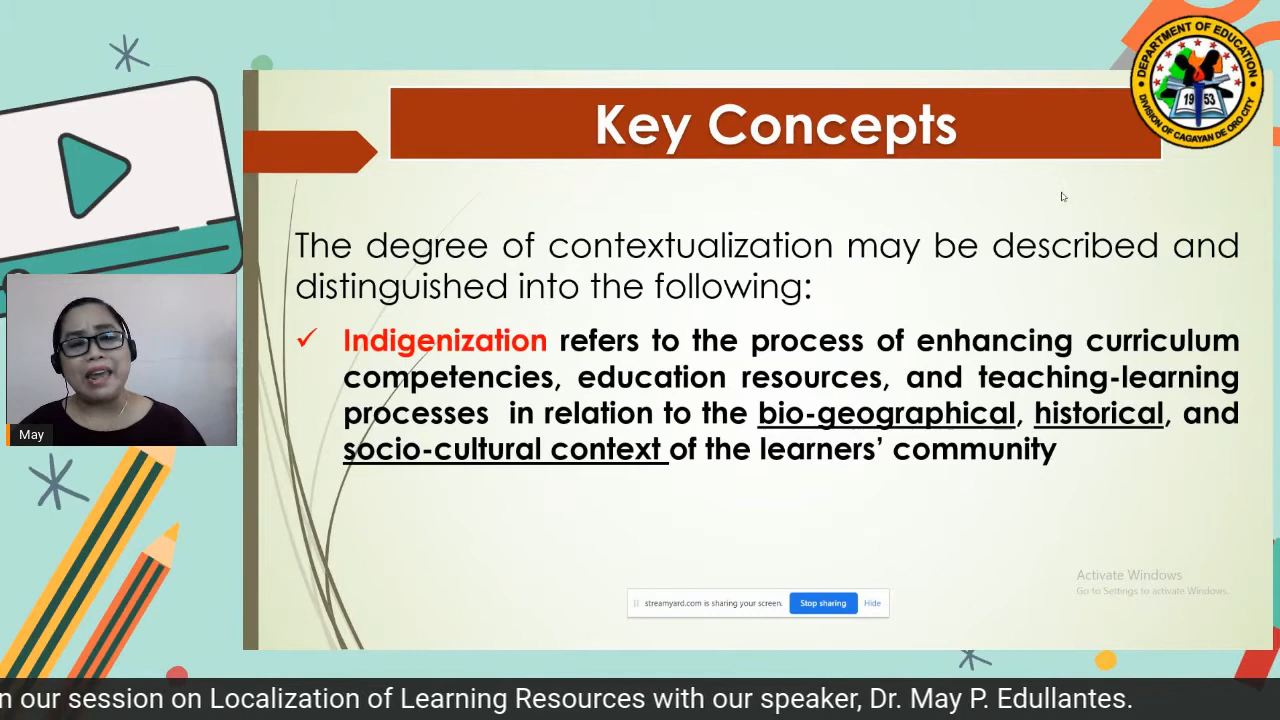 DEPARTMENT OF EDUCATION
19 53
DIVISION OF CAGAYAN DE ORO CITY
Key Concepts
The degree of contextualization may be described and
distinguished into the following:
✓ Indigenization refers to the process of enhancing curriculum
competencies, education resources, and teaching-learning
processes in relation to the bio-geographical, historical, and
socio-cultural context of the learners’ community
May
Activate Windows
Go to Settings to activate Windows.
streamyard.com is sharing your screen. Stop sharing Hide
n our session on Localization of Learning Resources with our speaker, Dr. May P. Edullantes.